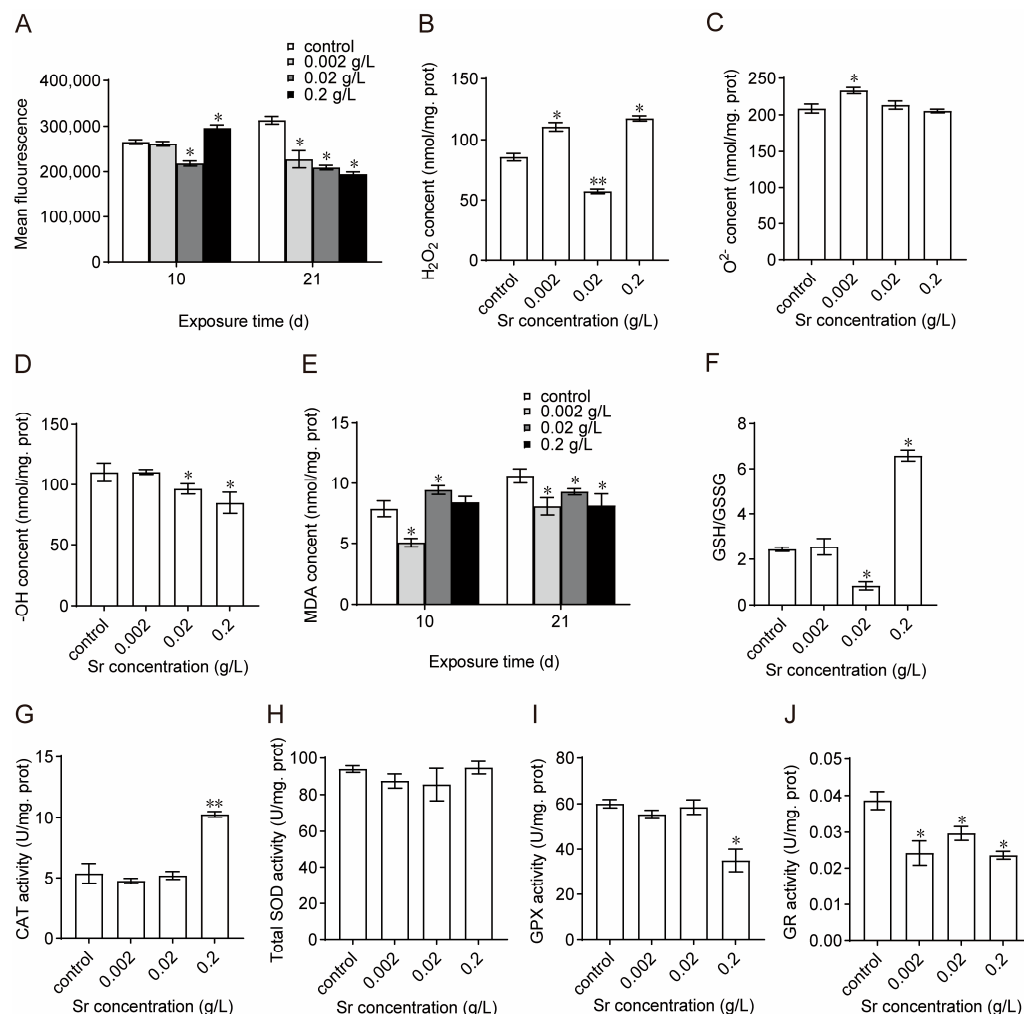 A
control
0.002 g/L
0.02 g/L
0.2 g/L
Mean fluorescence
400,000
300,000
200,000
100,000
0
*
*
*
*
*
10
21
Exposure time (d)
B
H2O2 concent (nmol/mg. prot)
150
100
50
0
*
**
*
control
0.002
0.02
0.2
Sr concentration (g/L)
C
O2- concent (nmol/mg. prot)
250
200
150
100
50
0
*
control
0.002
0.02
0.2
Sr concentration (g/L)
D
-OH concent (nmol/mg. prot)
150
100
50
0
*
*
control
0.002
0.02
0.2
Sr concentration (g/L)
E
control
0.002 g/L
0.02 g/L
0.2 g/L
MDA concent (nmo/mg. prot)
15
10
5
0
*
*
*
*
*
10
21
Exposure time (d)
F
GSH/GSSG
8
6
4
2
0
*
*
control
0.002
0.02
0.2
Sr concentration (g/L)
G
CAT activity (U/mg. prot)
15
10
5
0
**
control
0.002
0.02
0.2
Sr concentration (g/L)
H
Total SOD activity (U/mg. prot)
100
80
60
40
20
0
control
0.002
0.02
0.2
Sr concentration (g/L)
I
GPX activity (U/mg. prot)
80
60
40
20
0
*
control
0.002
0.02
0.2
Sr concentration (g/L)
J
GR activity (U/mg. prot)
0.05
0.04
0.03
0.02
0.01
0.00
*
*
*
control
0.002
0.02
0.2
Sr concentration (g/L)